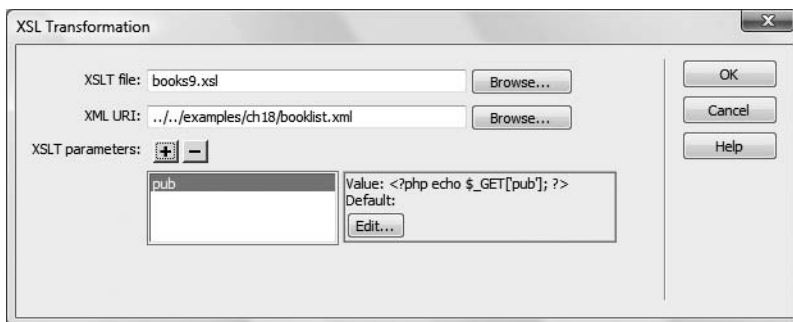 XSL Transformation
XSLT file: books9.xsl Browse... OK
XML URI: ../../examples/ch18/booklist.xml Browse... Cancel
XSLT parameters: + − Help
pub
Value: <?php echo $_GET['pub']; ?>
Default:
Edit...